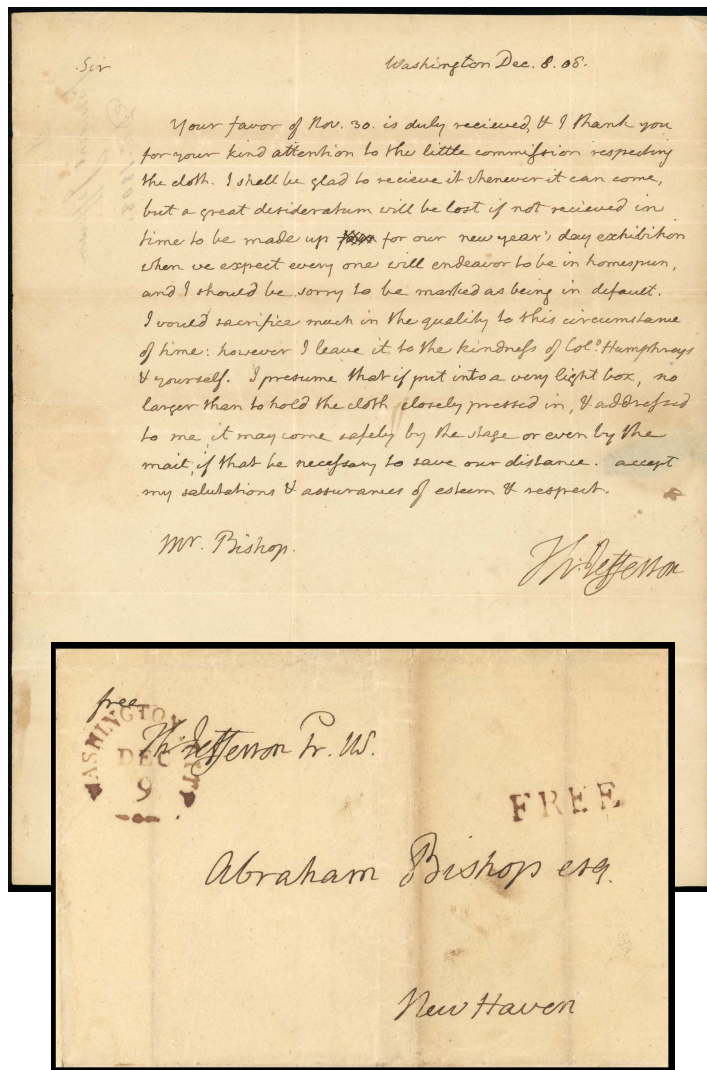 Sir
Washington Dec. 8. 08.
Your favor of Nov. 30. is duly recieved, & I thank you
for your kind attention to the little commission respecting
the cloth. I shall be glad to recieve it whenever it can come,
but a great desideratum will be lost if not recieved in
time to be made up for our new year's day exhibition
when we expect every one will endeavor to be in homespun,
and I should be sorry to be marked as being in default.
I would sacrifice much in the quality to this circumstance
of time: however I leave it to the kindness of Colo. Humphreys
& yourself. I presume that if put into a very light box, no
larger than to hold the cloth closely pressed in, & addressed
to me, it may come safely by the stage or even by the
mail, if that be necessary to save our distance. accept
my salutations & assurances of esteem & respect.
Mr. Bishop.
Th: Jefferson
free
WASHINGTON CITY
DEC
9
Th: Jefferson Pr. US.
FREE
Abraham Bishop esq.
New Haven